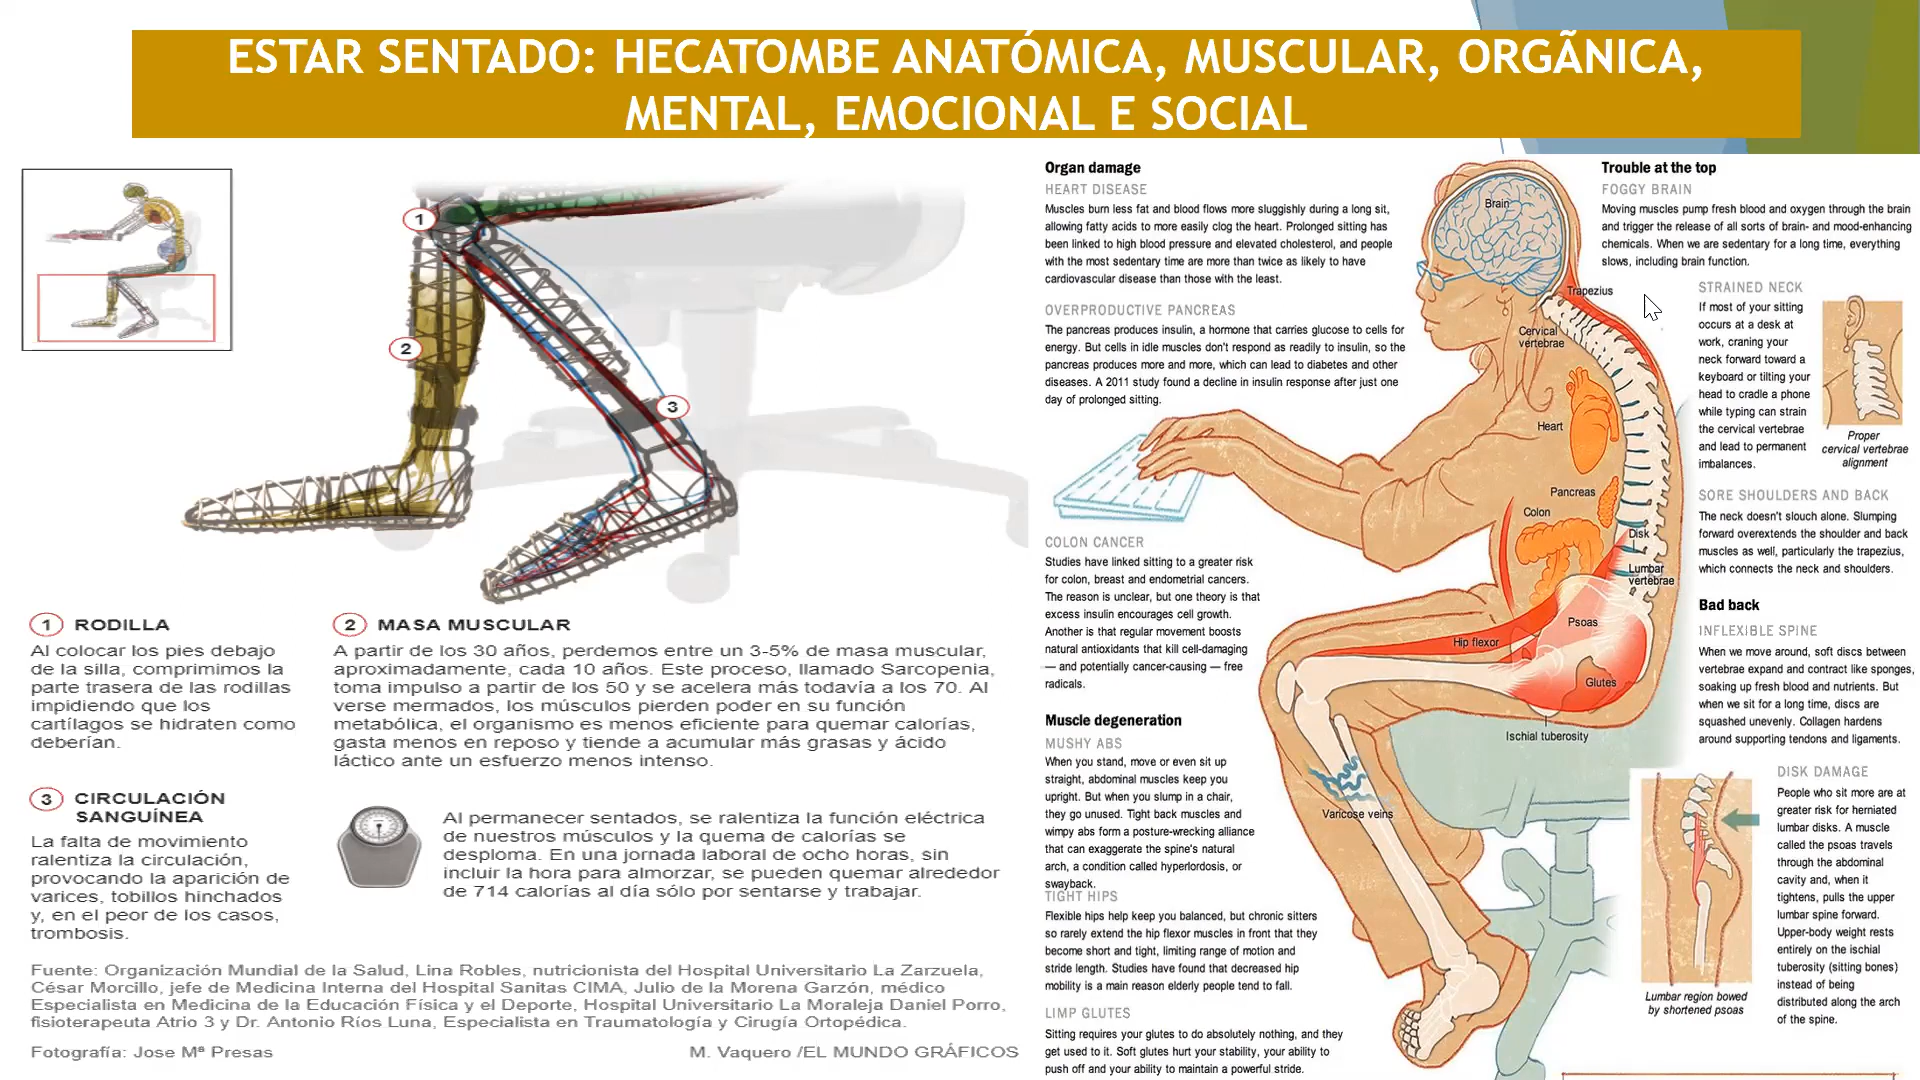 ESTAR SENTADO: HECATOMBE ANATÓMICA, MUSCULAR, ORGÃNICA,
MENTAL, EMOCIONAL E SOCIAL
1
2
3
1 RODILLA
Al colocar los pies debajo
de la silla, comprimimos la
parte trasera de las rodillas
impidiendo que los
cartílagos se hidraten como
deberían.
2 MASA MUSCULAR
A partir de los 30 años, perdemos entre un 3-5% de masa muscular,
aproximadamente, cada 10 años. Este proceso, llamado Sarcopenia,
toma impulso a partir de los 50 y se acelera más todavía a los 70. Al
verse mermados, los músculos pierden poder en su función
metabólica, el organismo es menos eficiente para quemar calorías,
gasta menos en reposo y tiende a acumular más grasas y ácido
láctico ante un esfuerzo menos intenso.
3 CIRCULACIÓN
SANGUÍNEA
La falta de movimiento
ralentiza la circulación,
provocando la aparición de
varices, tobillos hinchados
y, en el peor de los casos,
trombosis.
Al permanecer sentados, se ralentiza la función eléctrica
de nuestros músculos y la quema de calorías se
desploma. En una jornada laboral de ocho horas, sin
incluir la hora para almorzar, se pueden quemar alrededor
de 714 calorías al día sólo por sentarse y trabajar.
Fuente: Organización Mundial de la Salud, Lina Robles, nutricionista del Hospital Universitario La Zarzuela,
César Morcillo, jefe de Medicina Interna del Hospital Sanitas CIMA, Julio de la Morena Garzón, médico
Especialista en Medicina de la Educación Física y el Deporte, Hospital Universitario La Moraleja Daniel Porro,
fisioterapeuta Atrio 3 y Dr. Antonio Ríos Luna, Especialista en Traumatología y Cirugía Ortopédica.
Fotografía: Jose Mª Presas
M. Vaquero /EL MUNDO GRÁFICOS
Organ damage
HEART DISEASE
Muscles burn less fat and blood flows more sluggishly during a long sit,
allowing fatty acids to more easily clog the heart. Prolonged sitting has
been linked to high blood pressure and elevated cholesterol, and people
with the most sedentary time are more than twice as likely to have
cardiovascular disease than those with the least.
OVERPRODUCTIVE PANCREAS
The pancreas produces insulin, a hormone that carries glucose to cells for
energy. But cells in idle muscles don't respond as readily to insulin, so the
pancreas produces more and more, which can lead to diabetes and other
diseases. A 2011 study found a decline in insulin response after just one
day of prolonged sitting.
COLON CANCER
Studies have linked sitting to a greater risk
for colon, breast and endometrial cancers.
The reason is unclear, but one theory is that
excess insulin encourages cell growth.
Another is that regular movement boosts
natural antioxidants that kill cell-damaging
— and potentially cancer-causing — free
radicals.
Muscle degeneration
MUSHY ABS
When you stand, move or even sit up
straight, abdominal muscles keep you
upright. But when you slump in a chair,
they go unused. Tight back muscles and
wimpy abs form a posture-wrecking alliance
that can exaggerate the spine's natural
arch, a condition called hyperlordosis, or
swayback.
TIGHT HIPS
Flexible hips help keep you balanced, but chronic sitters
so rarely extend the hip flexor muscles in front that they
become short and tight, limiting range of motion and
stride length. Studies have found that decreased hip
mobility is a main reason elderly people tend to fall.
LIMP GLUTES
Sitting requires your glutes to do absolutely nothing, and they
get used to it. Soft glutes hurt your stability, your ability to
push off and your ability to maintain a powerful stride.
Brain
Trapezius
Cervical
vertebrae
Heart
Pancreas
Colon
Disk
Lumbar
vertebrae
Psoas
Hip flexor
Glutes
Ischial tuberosity
Varicose veins
Trouble at the top
FOGGY BRAIN
Moving muscles pump fresh blood and oxygen through the brain
and trigger the release of all sorts of brain- and mood-enhancing
chemicals. When we are sedentary for a long time, everything
slows, including brain function.
STRAINED NECK
If most of your sitting
occurs at a desk at
work, craning your
neck forward toward a
keyboard or tilting your
head to cradle a phone
while typing can strain
the cervical vertebrae
and lead to permanent
imbalances.
Proper
cervical vertebrae
alignment
SORE SHOULDERS AND BACK
The neck doesn't slouch alone. Slumping
forward overextends the shoulder and back
muscles as well, particularly the trapezius,
which connects the neck and shoulders.
Bad back
INFLEXIBLE SPINE
When we move around, soft discs between
vertebrae expand and contract like sponges,
soaking up fresh blood and nutrients. But
when we sit for a long time, discs are
squashed unevenly. Collagen hardens
around supporting tendons and ligaments.
DISK DAMAGE
People who sit more are at
greater risk for herniated
lumbar disks. A muscle
called the psoas travels
through the abdominal
cavity and, when it
tightens, pulls the upper
lumbar spine forward.
Upper-body weight rests
entirely on the ischial
tuberosity (sitting bones)
instead of being
distributed along the arch
of the spine.
Lumbar region bowed
by shortened psoas